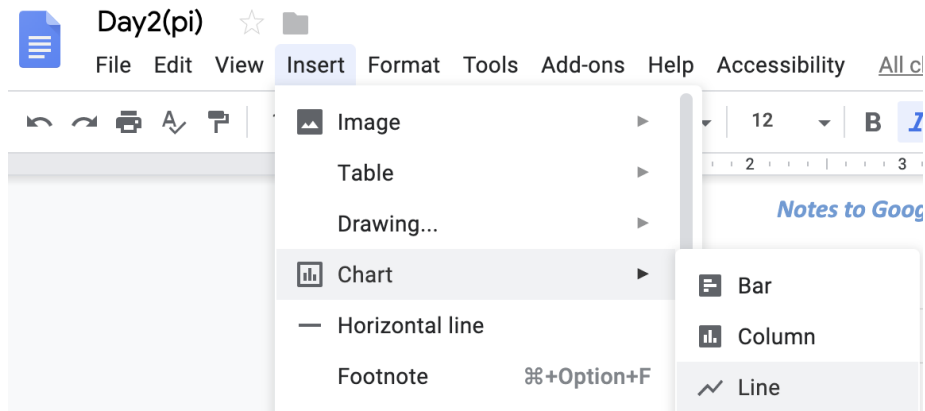 Day2(pi)
File Edit View Insert Format Tools Add-ons Help Accessibility All
12 B I
Image
2 3
Table
Notes to
Drawing...
Chart
Bar
Horizontal line
Column
Footnote ⌘+Option+F
Line